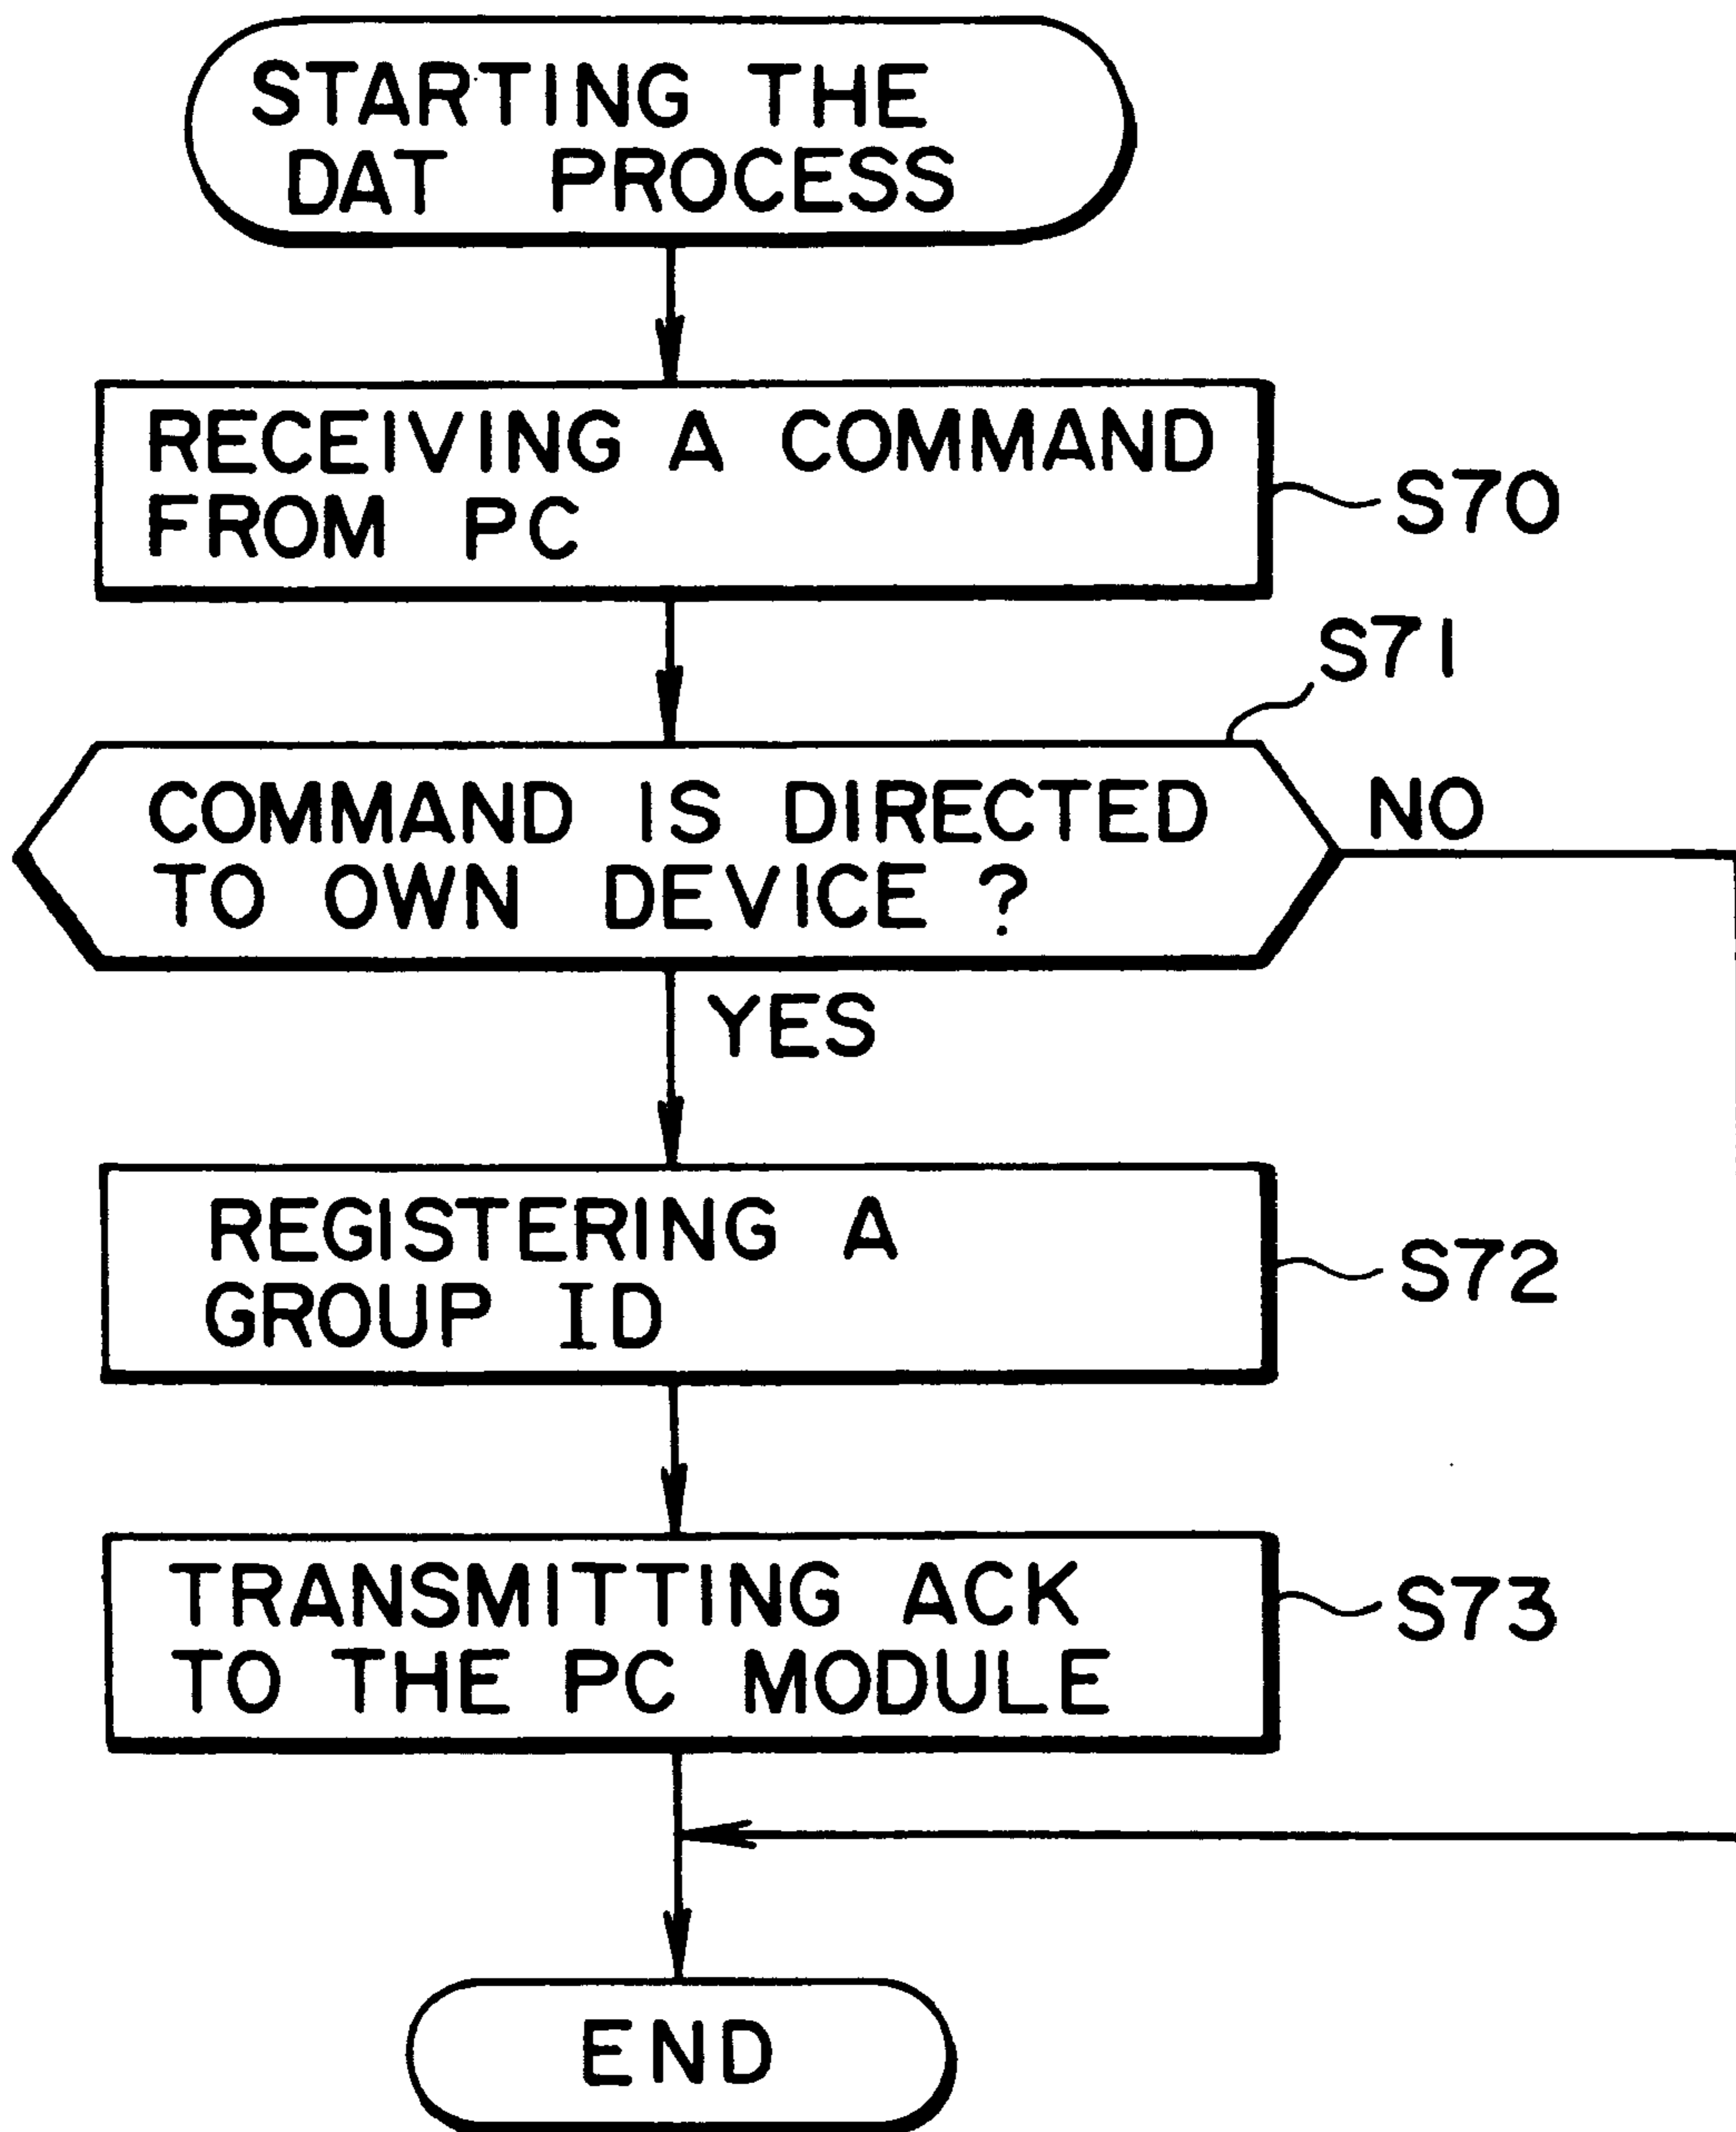 STARTING THE
DAT PROCESS
RECEIVING A COMMAND
FROM PC
S70
S71
COMMAND IS DIRECTED
TO OWN DEVICE ?
NO
YES
REGISTERING A
GROUP ID
S72
TRANSMITTING ACK
TO THE PC MODULE
S73
END